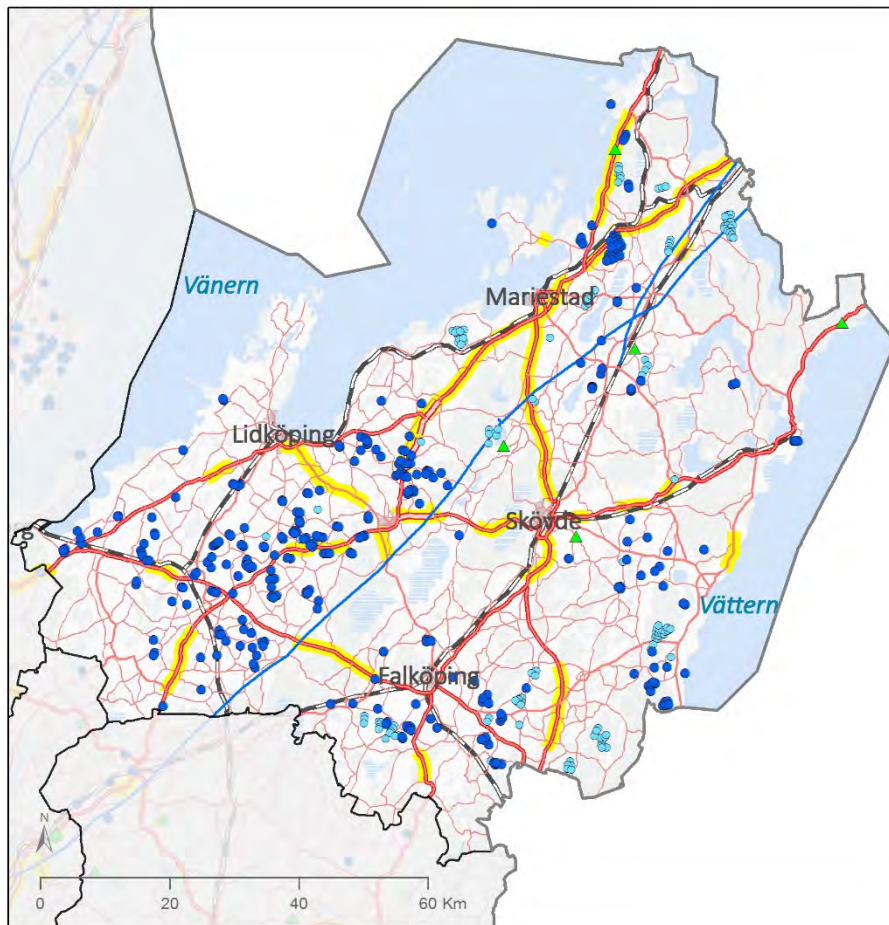 Mariestad
Vänern
Lidköping
Skövde
Vättern
Falköping
N
0
20
40
60 Km